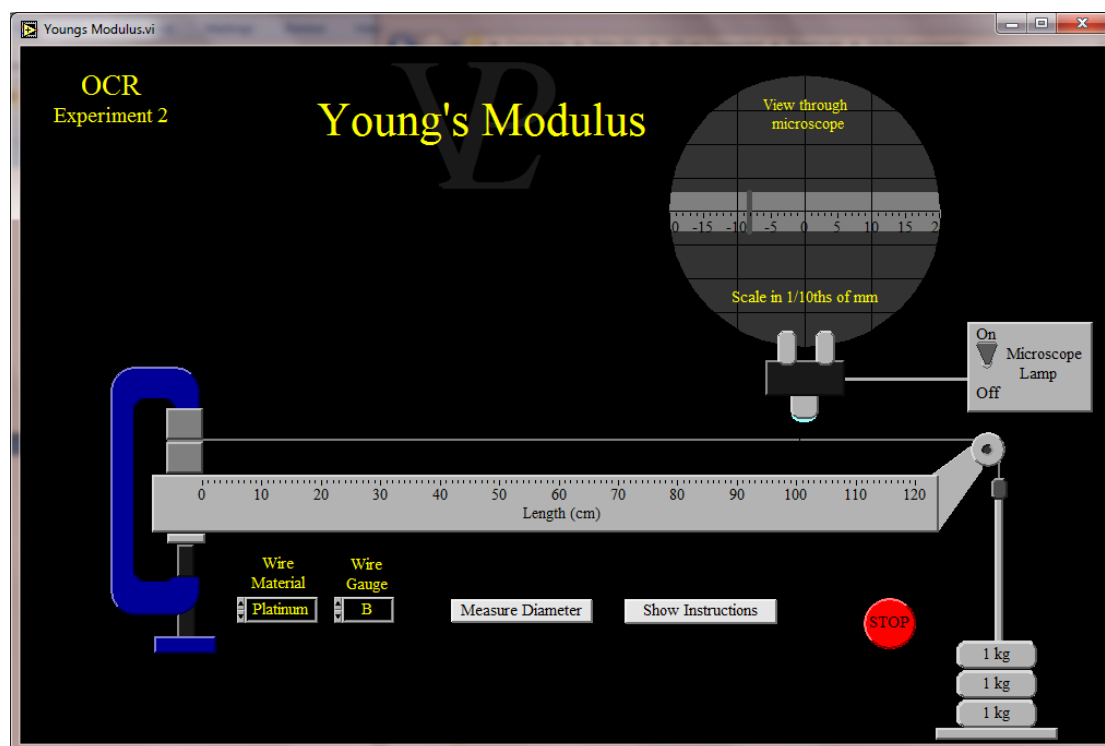 Youngs Modulus.vi
OCR
Experiment 2
VPL
Young's Modulus
View through
microscope
0 -15 -10 -5 0 5 10 15 2
Scale in 1/10ths of mm
On
Microscope
Lamp
Off
0 10 20 30 40 50 60 70 80 90 100 110 120
Length (cm)
Wire
Material
Platinum
Wire
Gauge
B
Measure Diameter
Show Instructions
STOP
1 kg
1 kg
1 kg